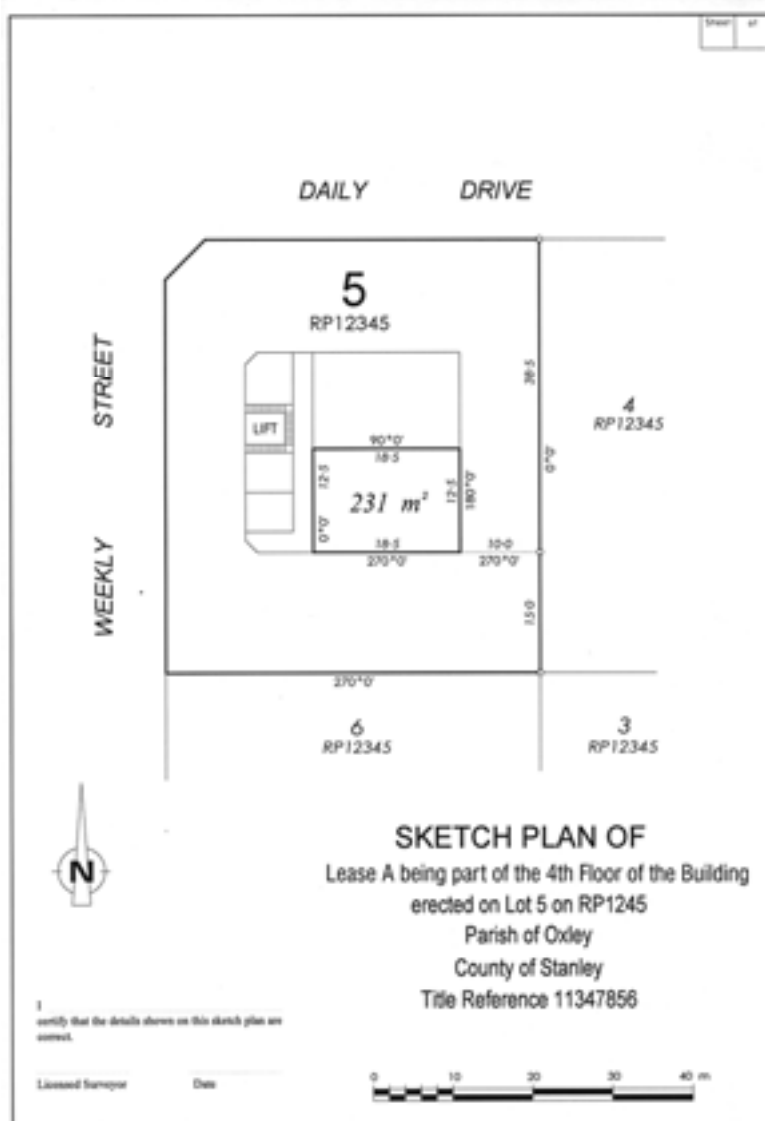 Sheet of
DAILY DRIVE
5
RP12345
WEEKLY STREET
38·5
4
RP12345
0°0'
LIFT
90°0'
18·5
12·5
0°0'
231 m²
12·5
180°0'
18·5
270°0'
10·0
270°0'
15·0
270°0'
6
RP12345
3
RP12345
N
SKETCH PLAN OF
Lease A being part of the 4th Floor of the Building
erected on Lot 5 on RP1245
Parish of Oxley
County of Stanley
Title Reference 11347856
I
certify that the details shown on this sketch plan are
correct.
Licensed Surveyor Date
0 10 20 30 40 m